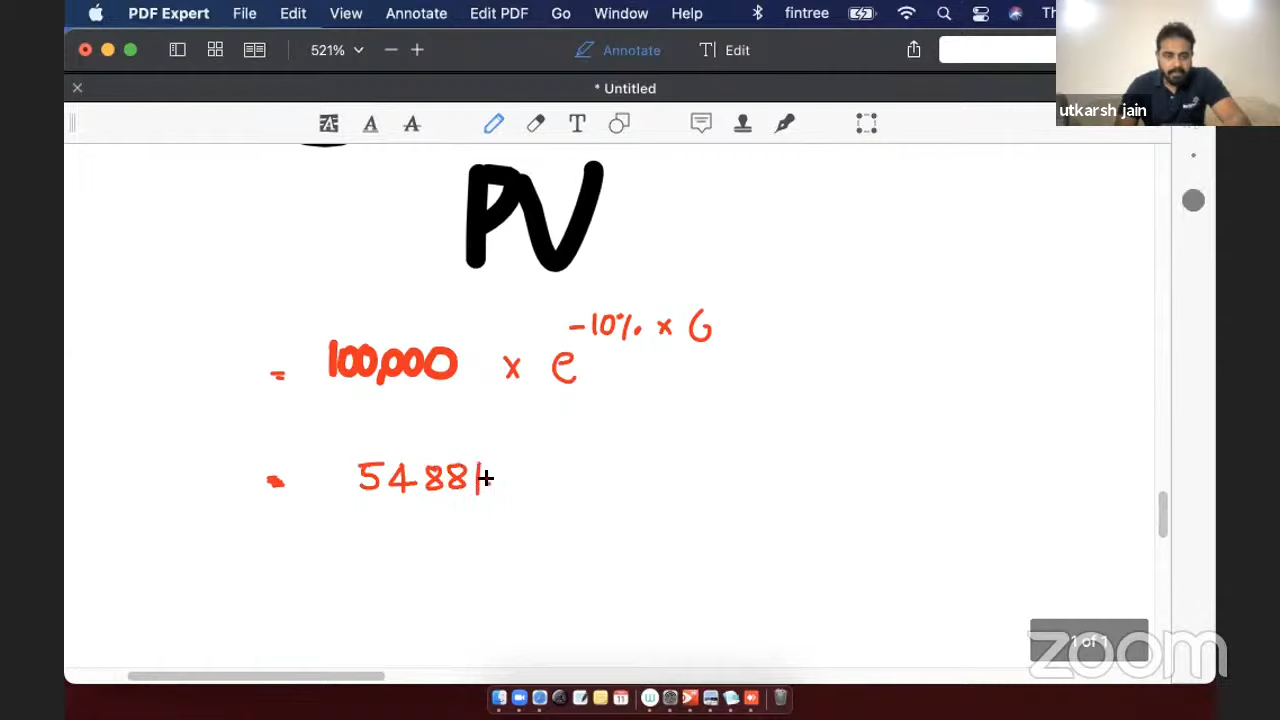 PDF Expert File Edit View Annotate Edit PDF Go Window Help fintree Th
521% Annotate T Edit
* Untitled
utkarsh jain
PV
= 100,000 x e -10% x 6
= 54881
1 of 1
zoom